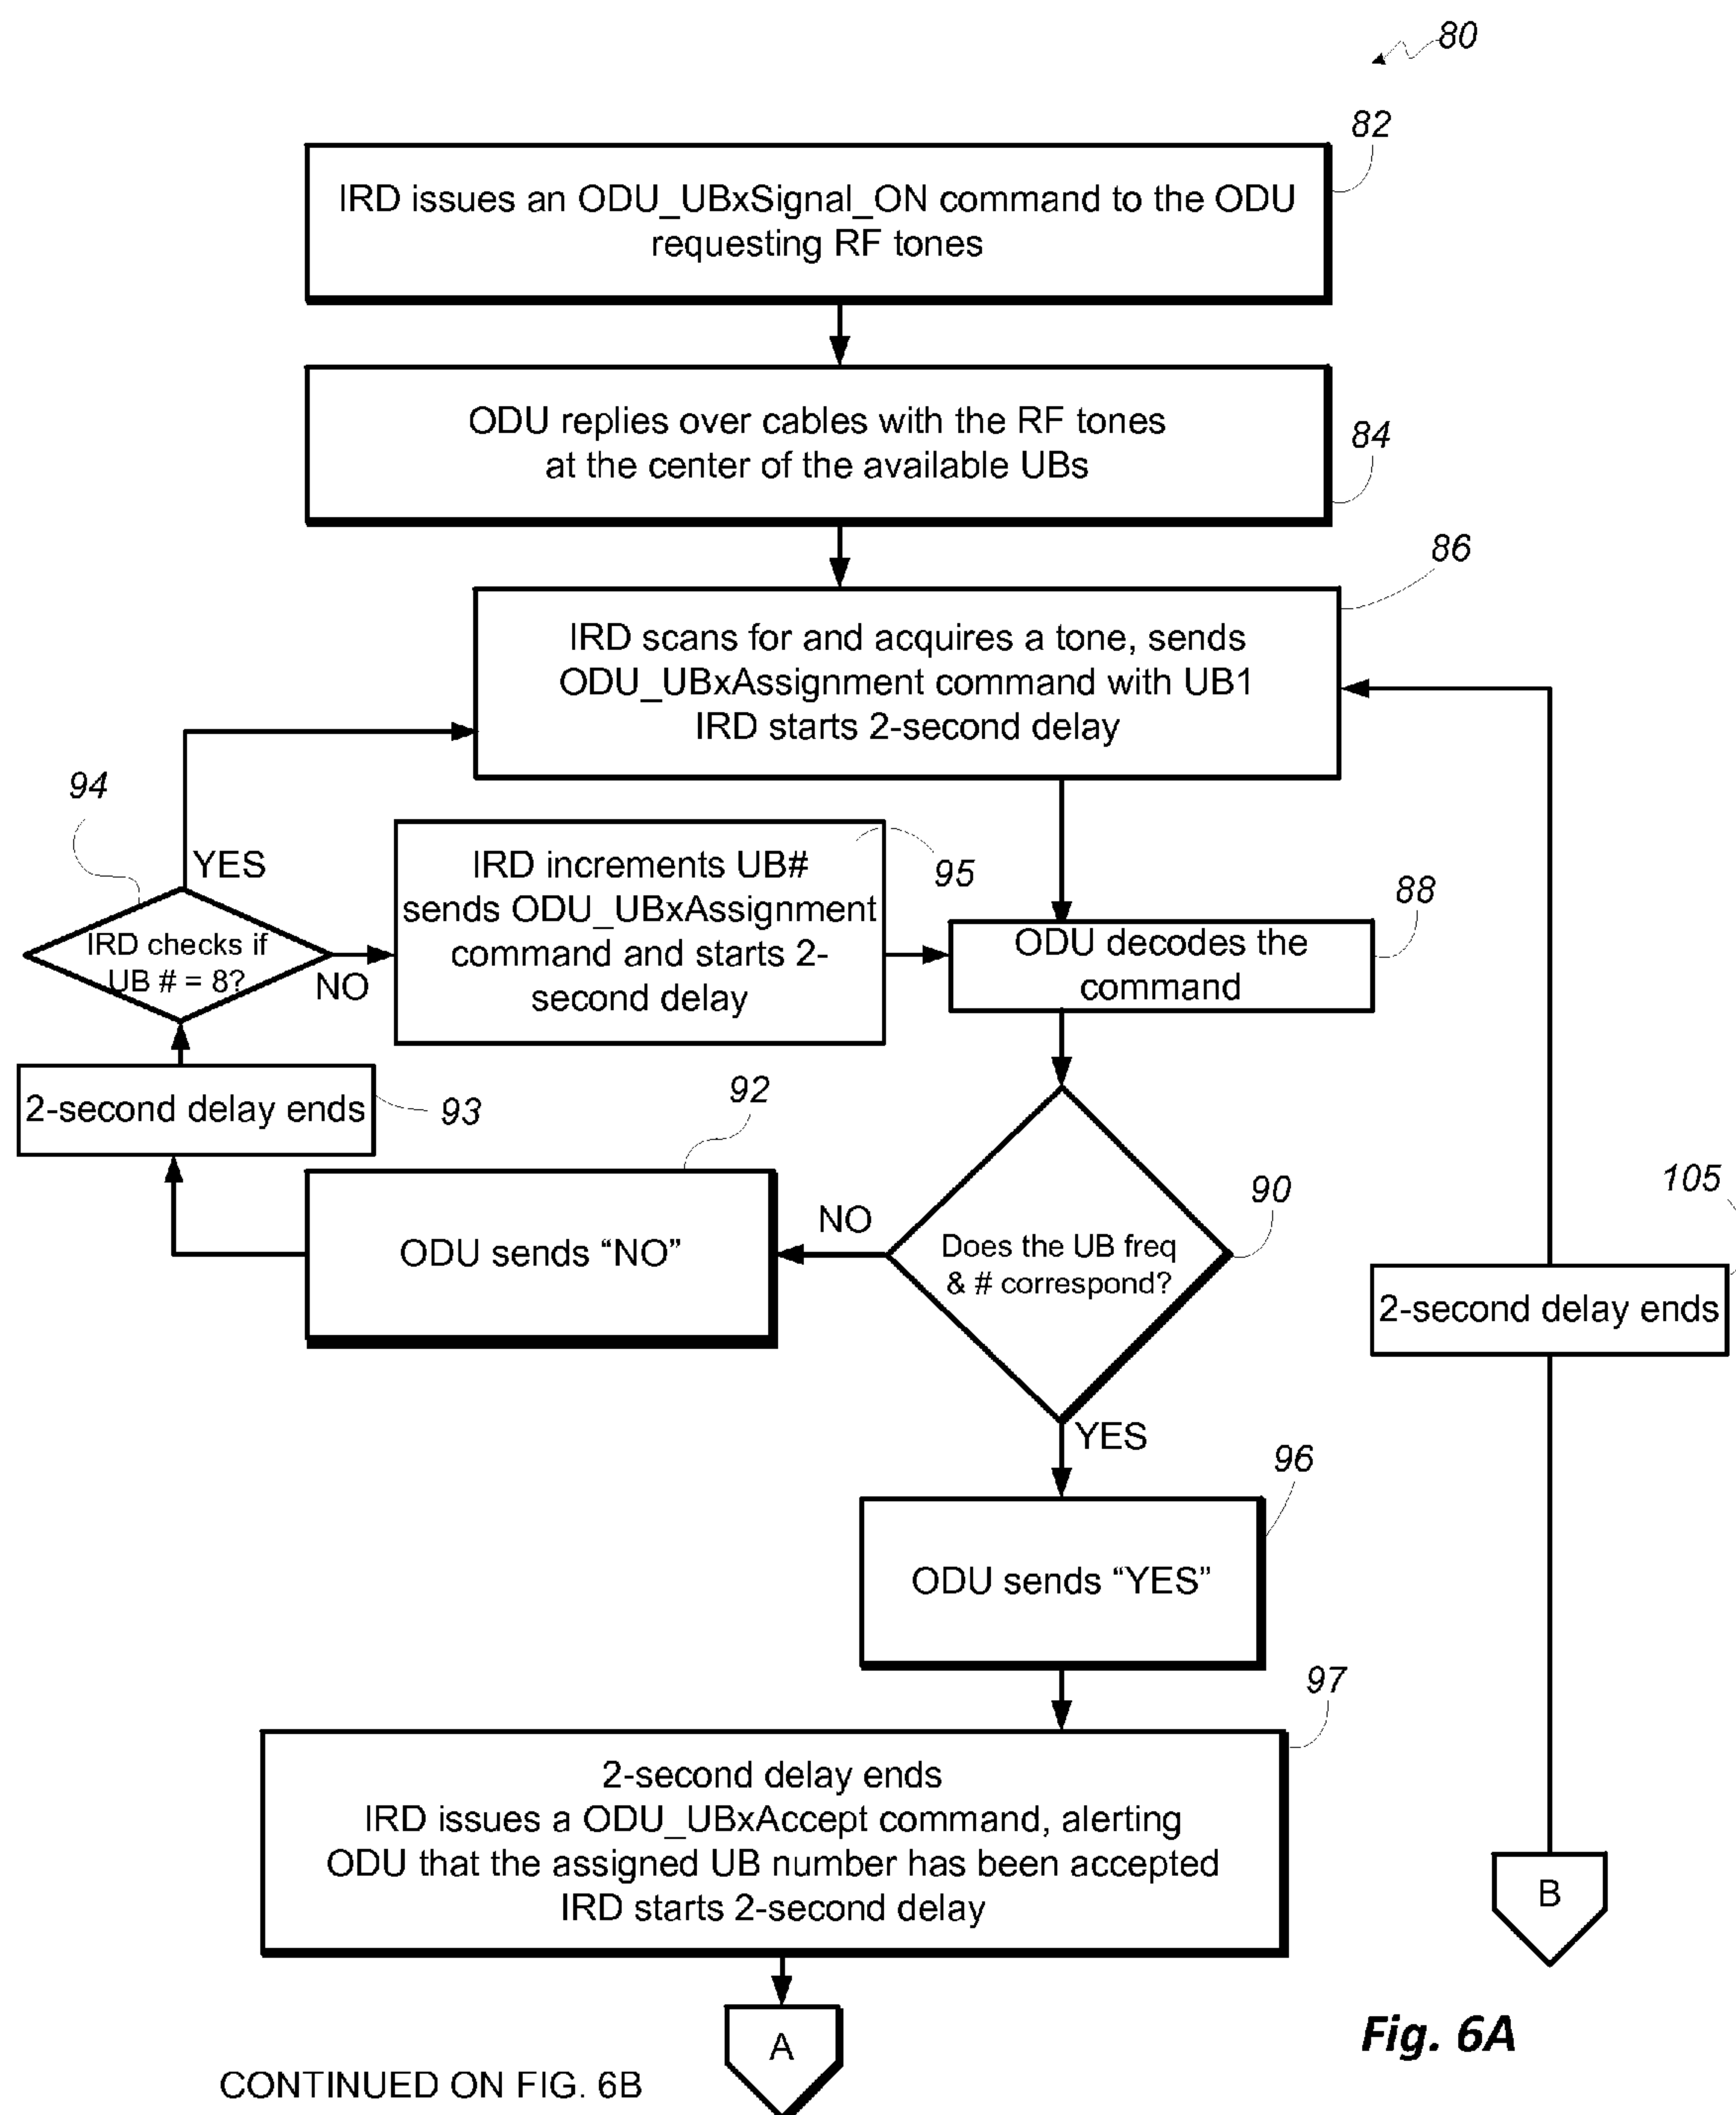 80
82
IRD issues an ODU_UBxSignal_ON command to the ODU
requesting RF tones
ODU replies over cables with the RF tones
at the center of the available UBs
84
86
IRD scans for and acquires a tone, sends
ODU_UBxAssignment command with UB1
IRD starts 2-second delay
94
YES
IRD checks if
UB # = 8?
NO
IRD increments UB#
sends ODU_UBxAssignment
command and starts 2-
second delay
95
88
ODU decodes the
command
2-second delay ends
93
92
ODU sends “NO”
NO
90
Does the UB freq
& # correspond?
105
2-second delay ends
YES
96
ODU sends “YES”
97
2-second delay ends
IRD issues a ODU_UBxAccept command, alerting
ODU that the assigned UB number has been accepted
IRD starts 2-second delay
B
A
Fig. 6A
CONTINUED ON FIG. 6B